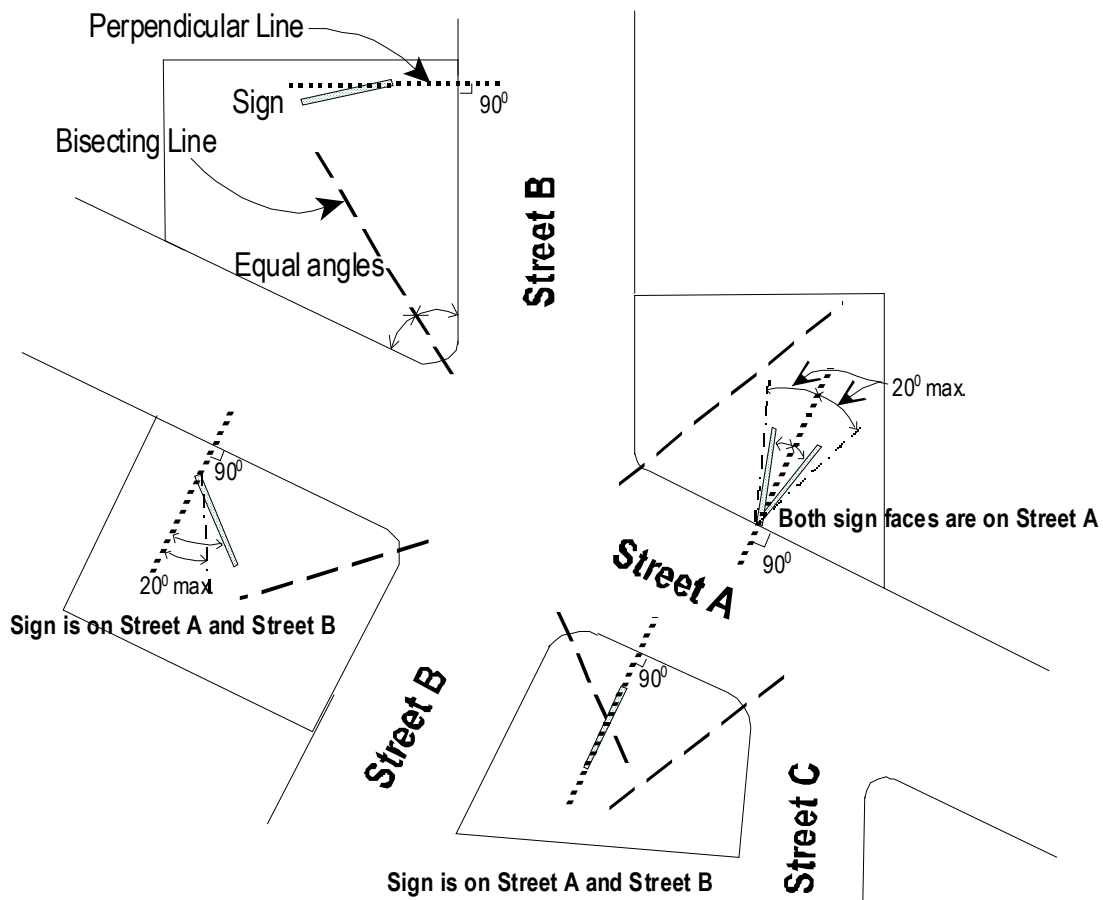 Perpendicular Line
Sign
90⁰
Bisecting Line
Street B
Equal angles
20⁰ max.
90⁰
Both sign faces are on Street A
90⁰
Street A
20⁰ max.
Sign is on Street A and Street B
90⁰
Street B
Street C
Sign is on Street A and Street B